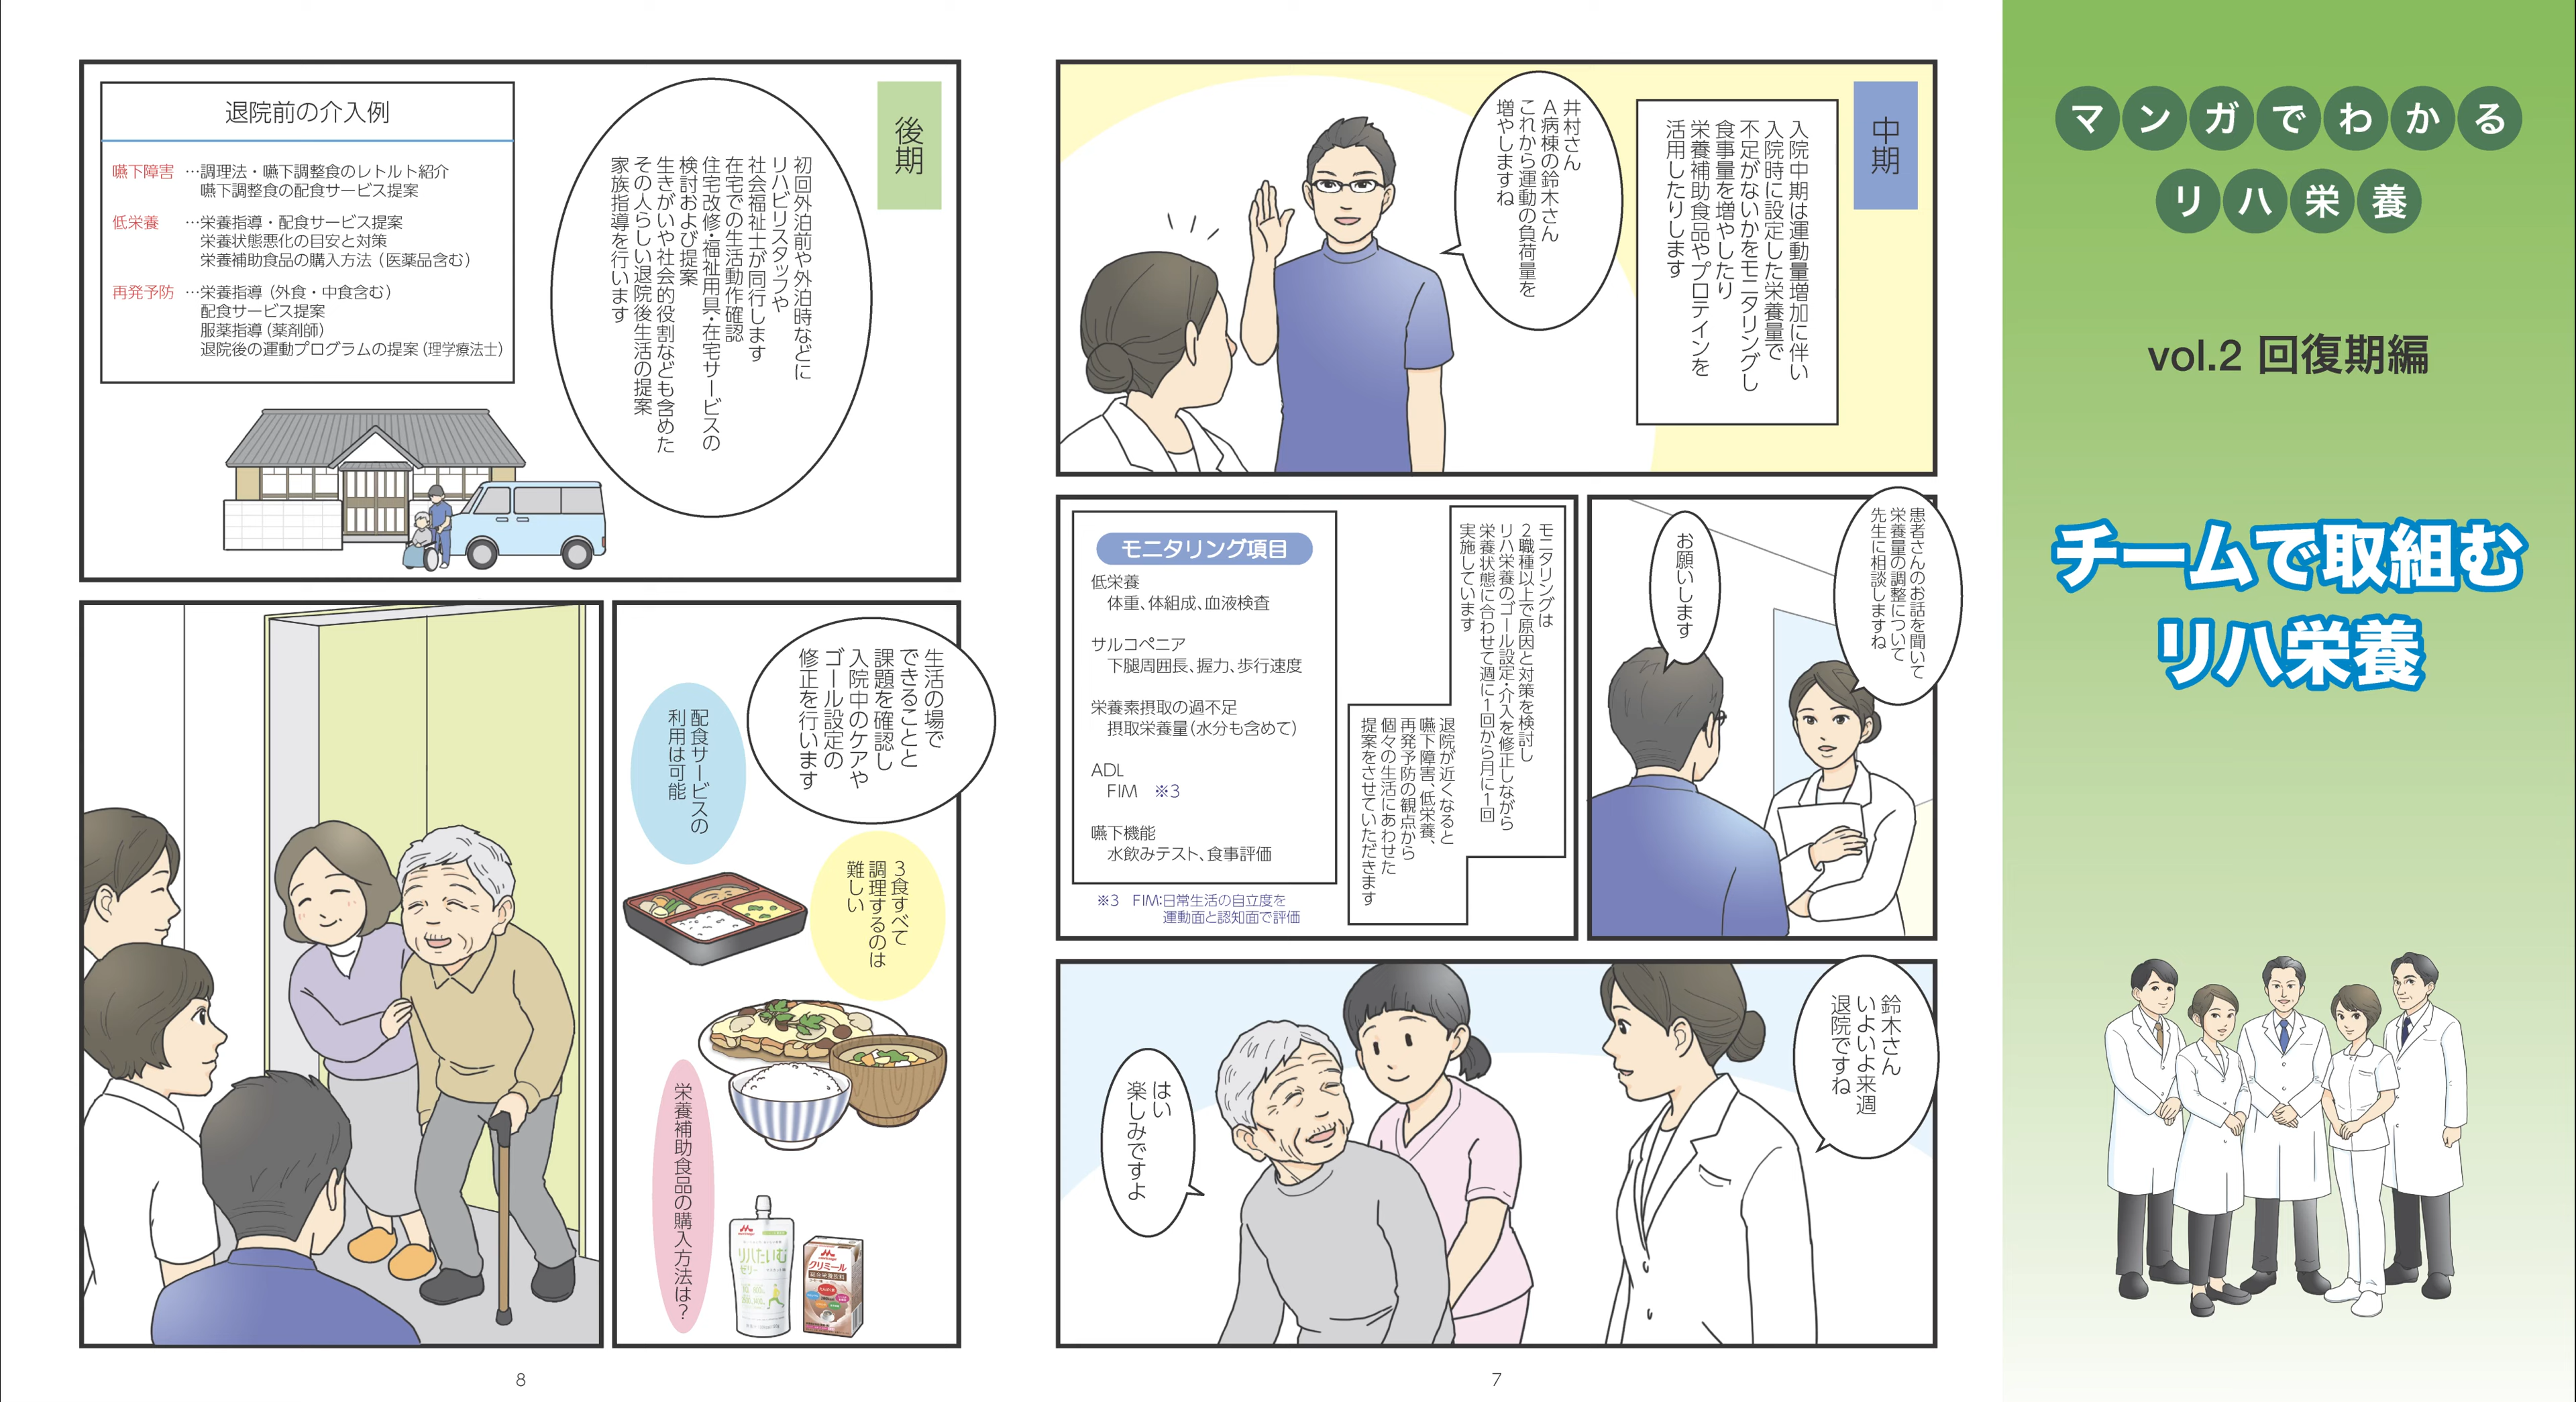 マンガでわかる
リハ栄養
vol.2 回復期編
チームで取組む
リハ栄養
中期
入院中期は運動量増加に伴い
入院時に設定した栄養量で
不足がないかをモニタリングし
食事量を増やしたり
栄養補助食品やプロテインを
活用したりします
井村さん
A病棟の鈴木さん
これから運動の負荷量を
増やしますね
患者さんのお話を聞いて
栄養量の調整について
先生に相談しますね
お願いします
モニタリングは
2職種以上で原因と対策を検討し
リハ栄養のゴール設定・介入を修正しながら
栄養状態に合わせて週に1回から月に1回
実施しています
退院が近くなると
嚥下障害、低栄養、
再発予防の観点から
個々の生活にあわせた
提案をさせていただきます
モニタリング項目
低栄養
体重、体組成、血液検査
サルコペニア
下腿周囲長、握力、歩行速度
栄養素摂取の過不足
摂取栄養量(水分も含めて)
ADL
FIM ※3
嚥下機能
水飲みテスト、食事評価
※3 FIM:日常生活の自立度を
運動面と認知面で評価
鈴木さん
いよいよ来週
退院ですね
はい
楽しみですよ
7
後期
初回外泊前や外泊時などに
リハビリスタッフや
社会福祉士が同行します
在宅での生活動作確認
住宅改修・福祉用具・在宅サービスの
検討および提案
生きがいや社会的役割なども含めた
その人らしい退院後生活の提案
家族指導を行います
退院前の介入例
嚥下障害 …調理法・嚥下調整食のレトルト紹介
嚥下調整食の配食サービス提案
低栄養 …栄養指導・配食サービス提案
栄養状態悪化の目安と対策
栄養補助食品の購入方法(医薬品含む)
再発予防 …栄養指導(外食・中食含む)
配食サービス提案
服薬指導(薬剤師)
退院後の運動プログラムの提案(理学療法士)
生活の場で
できることと
課題を確認し
入院中のケアや
ゴール設定の
修正を行います
配食サービスの
利用は可能
3食すべて
調理するのは
難しい
栄養補助食品の購入方法は?
リハたいむ
ゼリー
クリミール
8